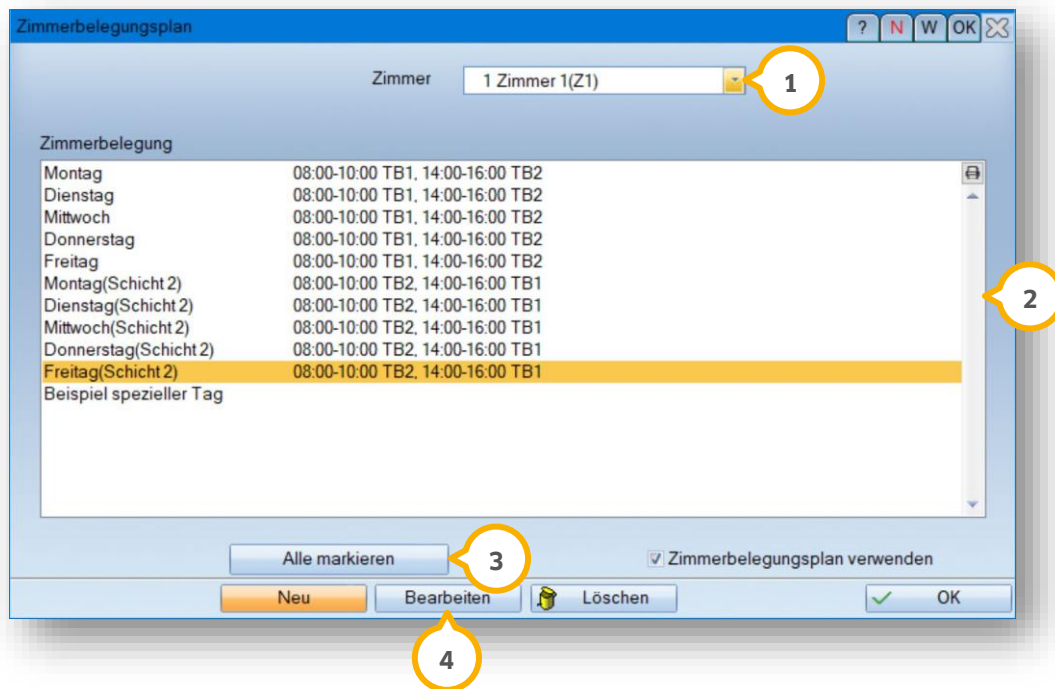 Zimmerbelegungsplan ? N W OK
Zimmer 1 Zimmer 1(Z1) 1
Zimmerbelegung
Montag 08:00-10:00 TB1, 14:00-16:00 TB2
Dienstag 08:00-10:00 TB1, 14:00-16:00 TB2
Mittwoch 08:00-10:00 TB1, 14:00-16:00 TB2
Donnerstag 08:00-10:00 TB1, 14:00-16:00 TB2
Freitag 08:00-10:00 TB1, 14:00-16:00 TB2
Montag(Schicht 2) 08:00-10:00 TB2, 14:00-16:00 TB1
Dienstag(Schicht 2) 08:00-10:00 TB2, 14:00-16:00 TB1
2
Mittwoch(Schicht 2) 08:00-10:00 TB2, 14:00-16:00 TB1
Donnerstag(Schicht 2) 08:00-10:00 TB2, 14:00-16:00 TB1
Freitag(Schicht 2) 08:00-10:00 TB2, 14:00-16:00 TB1
Beispiel spezieller Tag
Alle markieren 3 Zimmerbelegungsplan verwenden
Neu Bearbeiten Löschen OK
4